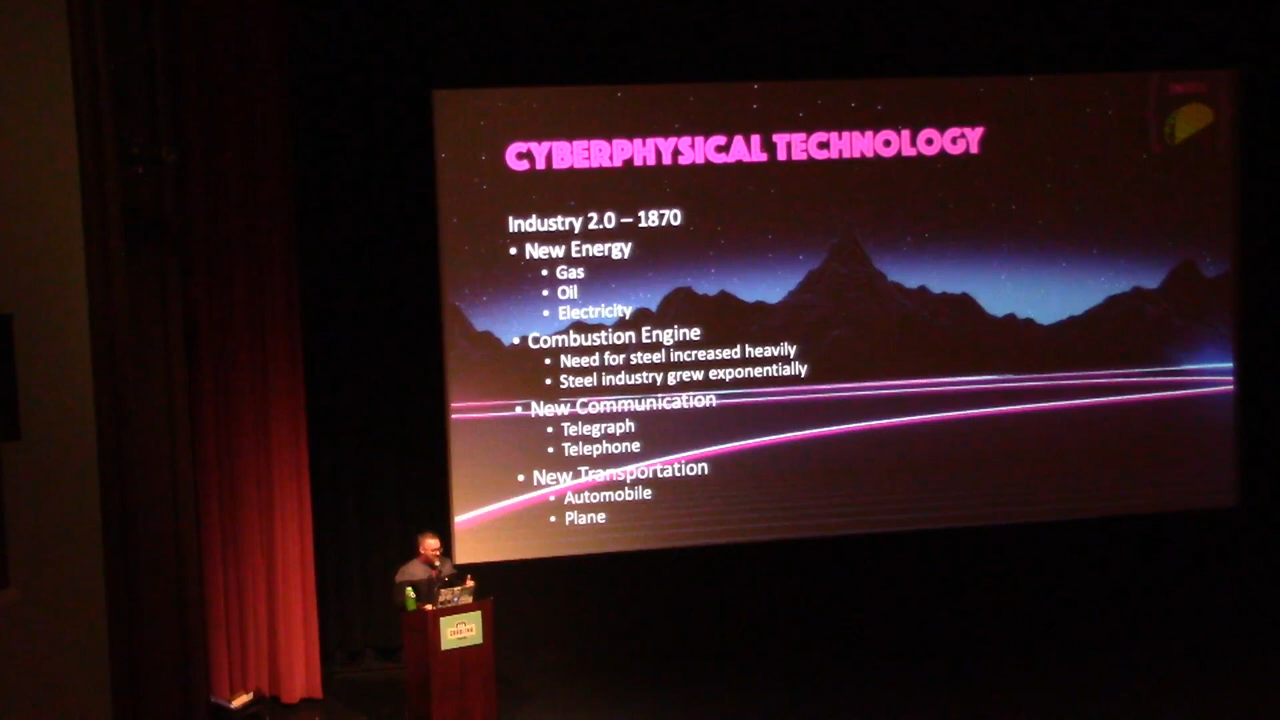 CYBERPHYSICAL TECHNOLOGY
Industry 2.0 – 1870
• New Energy
• Gas
• Oil
• Electricity
• Combustion Engine
• Need for steel increased heavily
• Steel industry grew exponentially
• New Communication
• Telegraph
• Telephone
• New Transportation
• Automobile
• Plane
CAROLINA